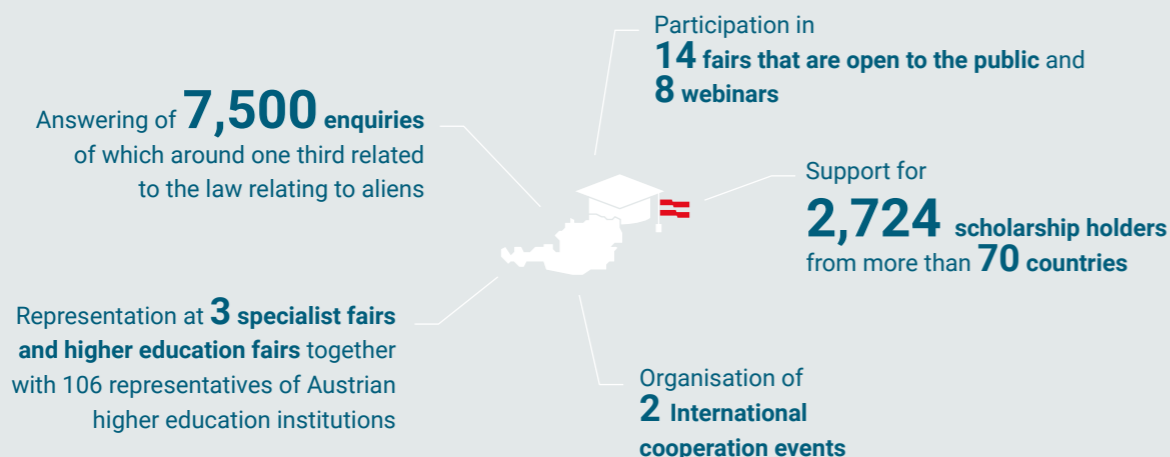 Participation in
14 fairs that are open to the public and
8 webinars
Answering of 7,500 enquiries
of which around one third related
to the law relating to aliens
Support for
2,724 scholarship holders
from more than 70 countries
Representation at 3 specialist fairs
and higher education fairs together
with 106 representatives of Austrian
higher education institutions
Organisation of
2 International
cooperation events